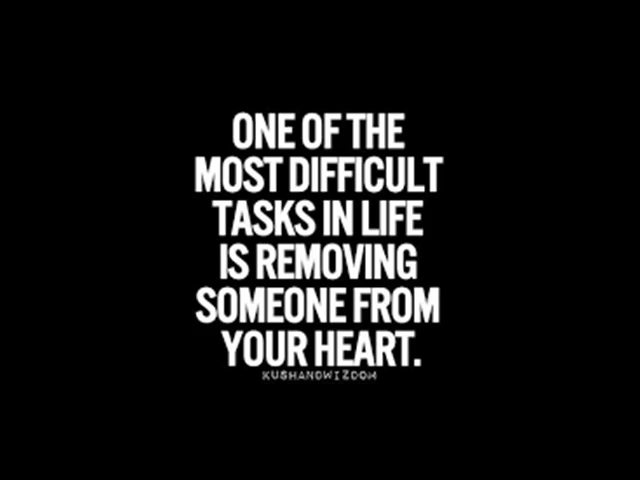 ONE OF THE
MOST DIFFICULT
TASKS IN LIFE
IS REMOVING
SOMEONE FROM
YOUR HEART.
KUSHANDWIZDOM